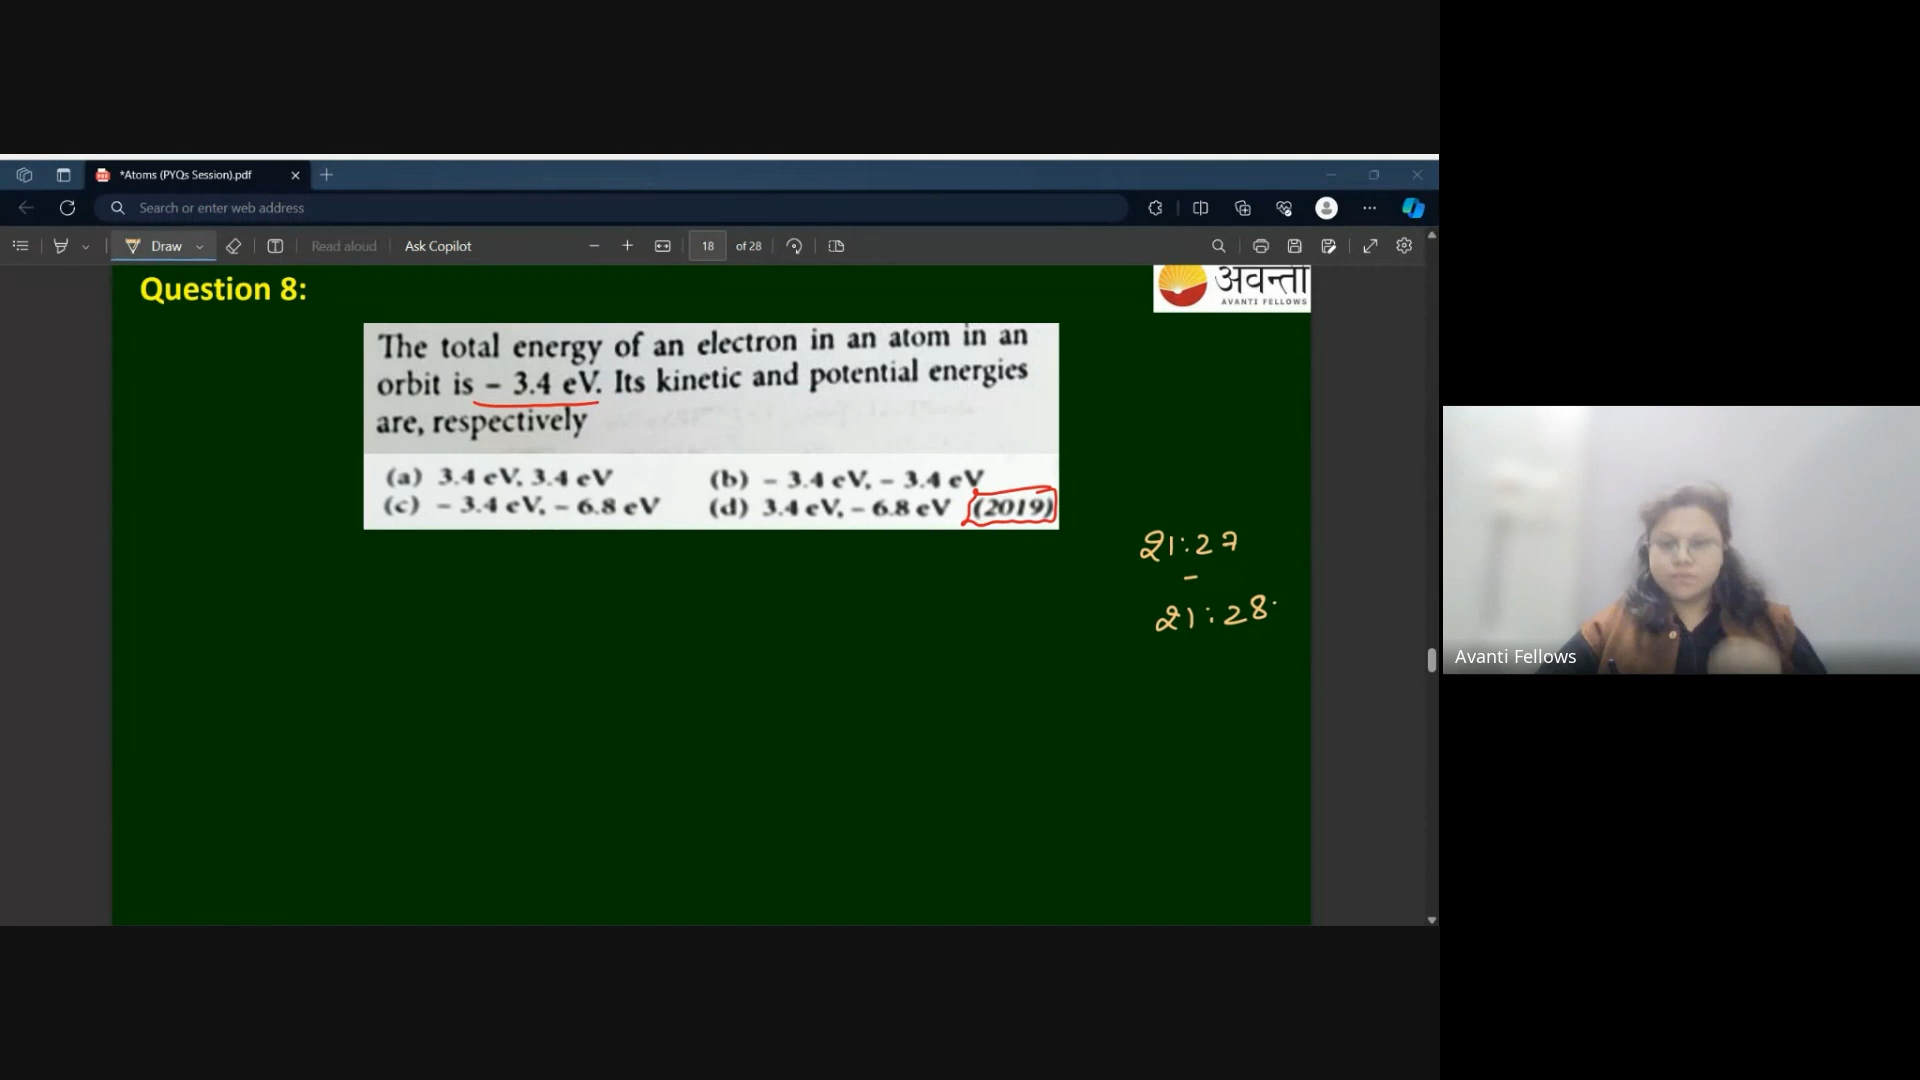 *Atoms (PYQs Session).pdf
Search or enter web address
Draw
Read aloud
Ask Copilot
18
of 28
Question 8:
अवन्ती
AVANTI FELLOWS
The total energy of an electron in an atom in an
orbit is – 3.4 eV. Its kinetic and potential energies
are, respectively
(a) 3.4 eV, 3.4 eV
(b) – 3.4 eV, – 3.4 eV
(c) – 3.4 eV, – 6.8 eV
(d) 3.4 eV, – 6.8 eV (2019)
21:27
–
21:28.
Avanti Fellows